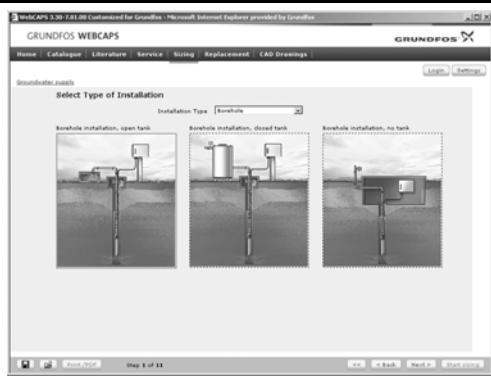 WebCAPS 3.30-7.01.00 Customized for Grundfos - Microsoft Internet Explorer provided by Grundfos
GRUNDFOS WEBCAPS
GRUNDFOS
Home Catalogue Literature Service Sizing Replacement CAD Drawings
Login Settings
Groundwater supply
Select Type of Installation
Installation Type Borehole
Borehole installation, open tank Borehole installation, closed tank Borehole installation, no tank
Print/PDF Step 1 of 11 << < Back Next > Start sizing